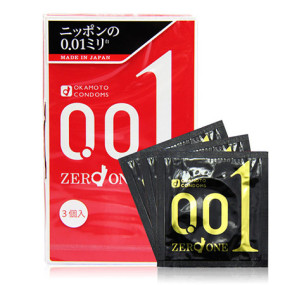 ニッポンの
0.01ミリ
MADE IN JAPAN
OKAMOTO
CONDOMS
0.01
ZERO ONE
3個入
OKAMOTO
CONDOMS
0.01
ZERO ONE